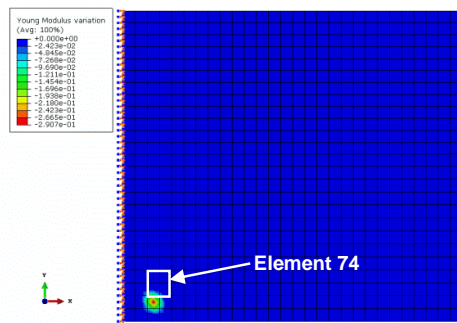 Young Modulus variation
(Avg: 100%)
+0.000e+00
-2.423e-02
-4.845e-02
-7.268e-02
-9.690e-02
-1.211e-01
-1.454e-01
-1.696e-01
-1.938e-01
-2.180e-01
-2.423e-01
-2.665e-01
-2.907e-01
Element 74
Y
X